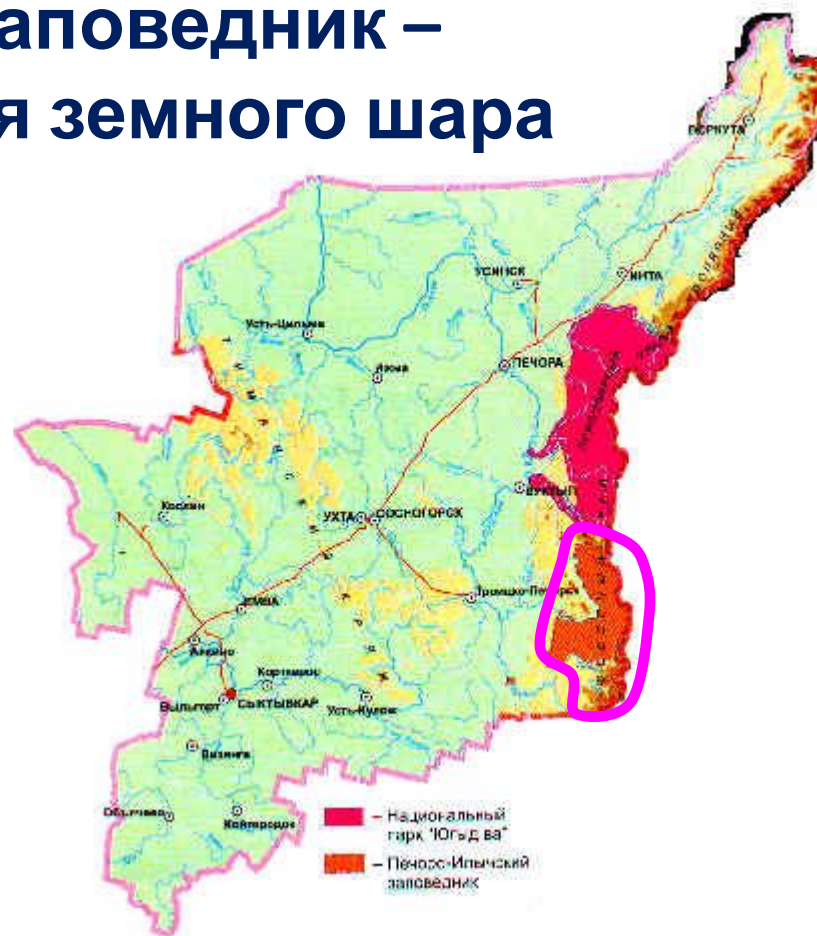 аповедник –
я земного шара
ВОРКУТА
УСИНСК
ИНТА
Усть-Цильма
ПЕЧОРА
Ижма
ВУКТЫЛ
Кослан
УХТА
СОСНОГОРСК
Троицко-Печорск
ЕМВА
Айкино
Корткерос
Выльгорт
СЫКТЫВКАР
Усть-Кулом
Визинга
Объячево
Койгородок
– Национальный
парк "Югыд ва"
– Печоро-Илычский
заповедник